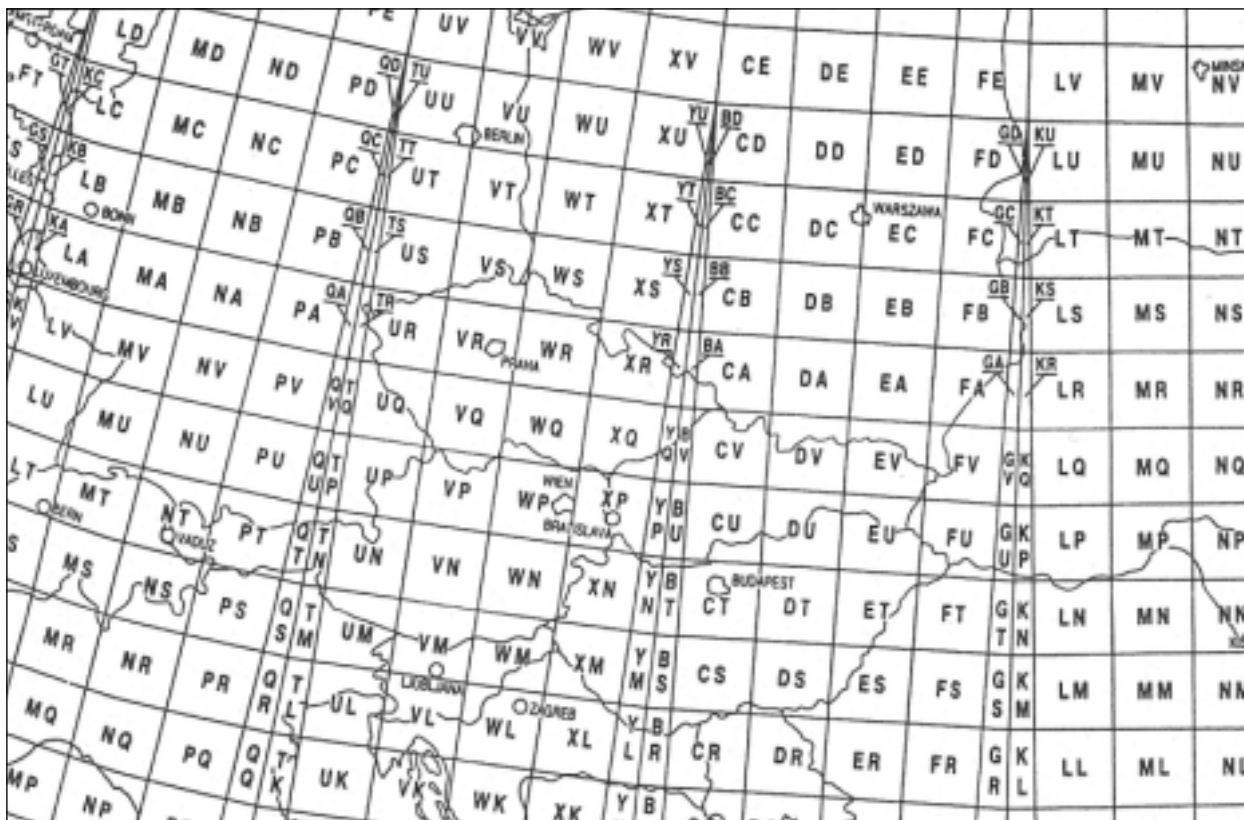 PE UV VV WV XV CE DE EE FE LV MV NV MINSK
LD MD ND PD QD TU UU VU WU XU YU BD CD DD ED FD GD KU LU MU NU
FT GT KC LC MC NC PC QC TT UT BERLIN VT WT XT YT BC CC DC WARSZAWA EC FC GC KT LT MT NT
GS KB LB BONN MB NB PB QB TS US VS WS XS YS BB CB DB EB FB GB KS LS MS NS
GR KA LA LUXEMBOURG MA NA PA QA TR UR VR PRAHA WR XR YR BA CA DA EA FA GA KR LR MR NR
LV MV NV PV QV TQ UQ VQ WQ XQ YQ BV CV DV EV FV GV KQ LQ MQ NQ
LU MU NU PU QU TP UP VP WIEN WP XP BRATISLAVA YP BU CU DU EU FU GU KP LP MP NP
LT BERN MT NT VADUZ PT QT TN UN VN WN XN YN BT BUDAPEST CT DT ET FT GT KN LN MN NN
MS NS PS QS TM UM VM LJUBLJANA WM XM YM BS CS DS ES FS GS KM LM MM NM
MR NR PR QR TL UL VL ZAGREB WL XL YL BR CR DR ER FR GR KL LL ML
MQ NQ PQ QQ TK UK VK WK XK
MP NP